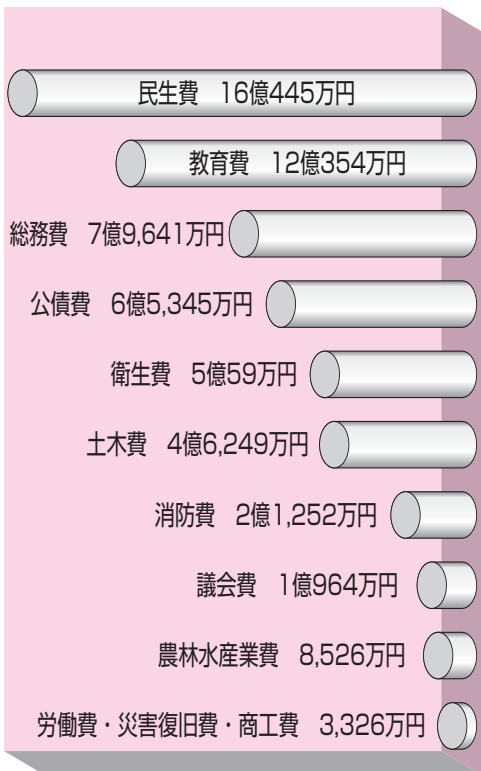 民生費　16億445万円
教育費　12億354万円
総務費　7億9,641万円
公債費　6億5,345万円
衛生費　5億59万円
土木費　4億6,249万円
消防費　2億1,252万円
議会費　1億964万円
農林水産業費　8,526万円
労働費・災害復旧費・商工費　3,326万円